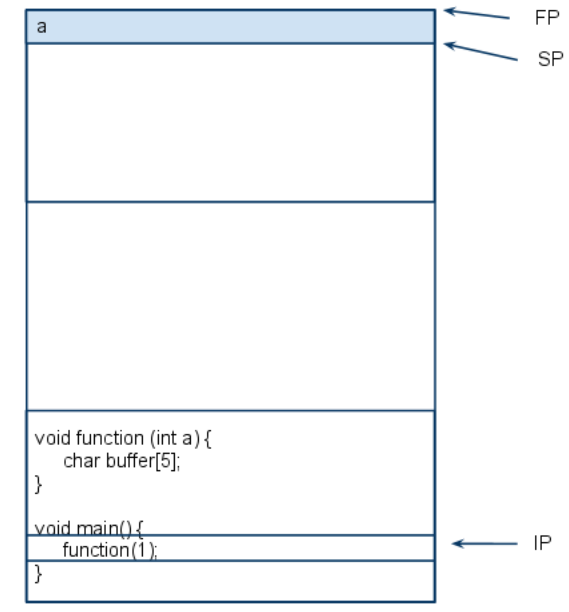 FP
a
SP
void function (int a) {
char buffer[5];
}
void main() {
function(1);
IP
}